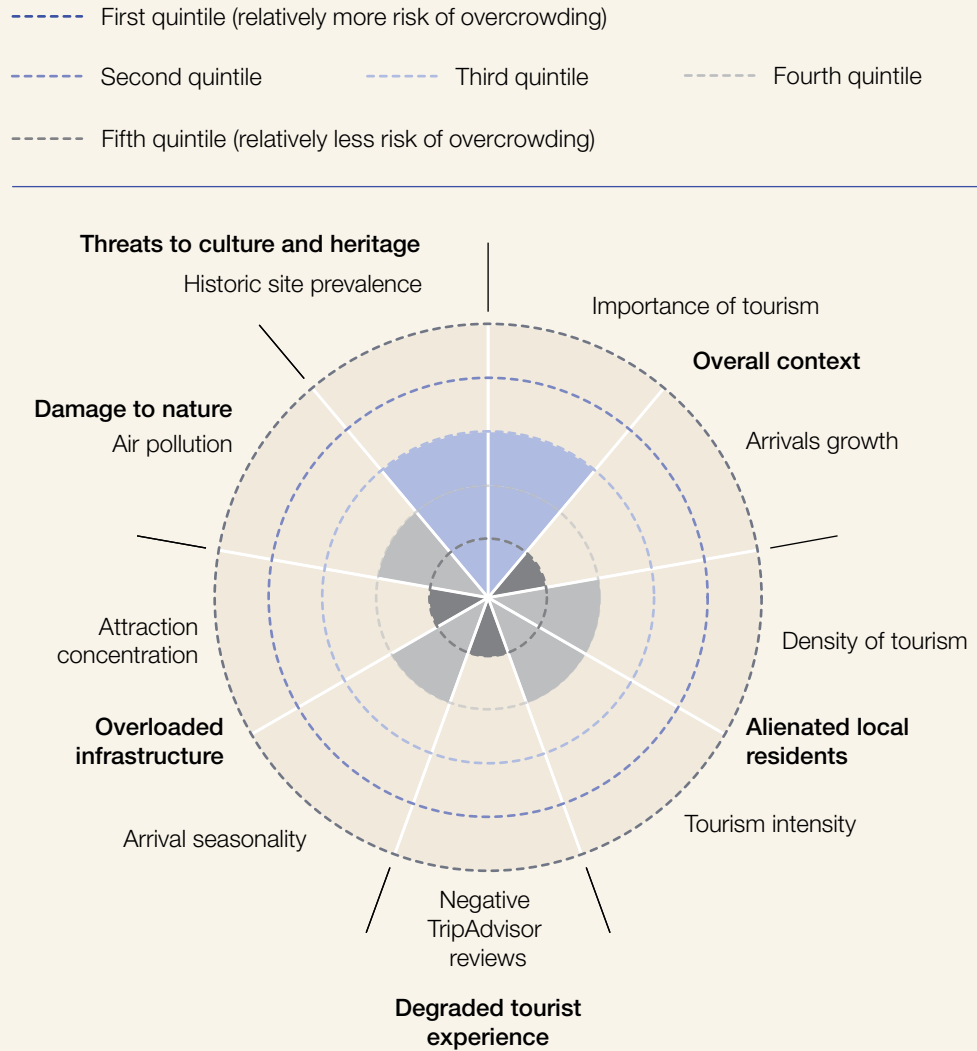 First quintile (relatively more risk of overcrowding)
Second quintile
Third quintile
Fourth quintile
Fifth quintile (relatively less risk of overcrowding)
Threats to culture and heritage
Historic site prevalence
Importance of tourism
Overall context
Arrivals growth
Damage to nature
Air pollution
Attraction
concentration
Density of tourism
Overloaded
infrastructure
Alienated local
residents
Arrival seasonality
Tourism intensity
Negative
TripAdvisor
reviews
Degraded tourist
experience